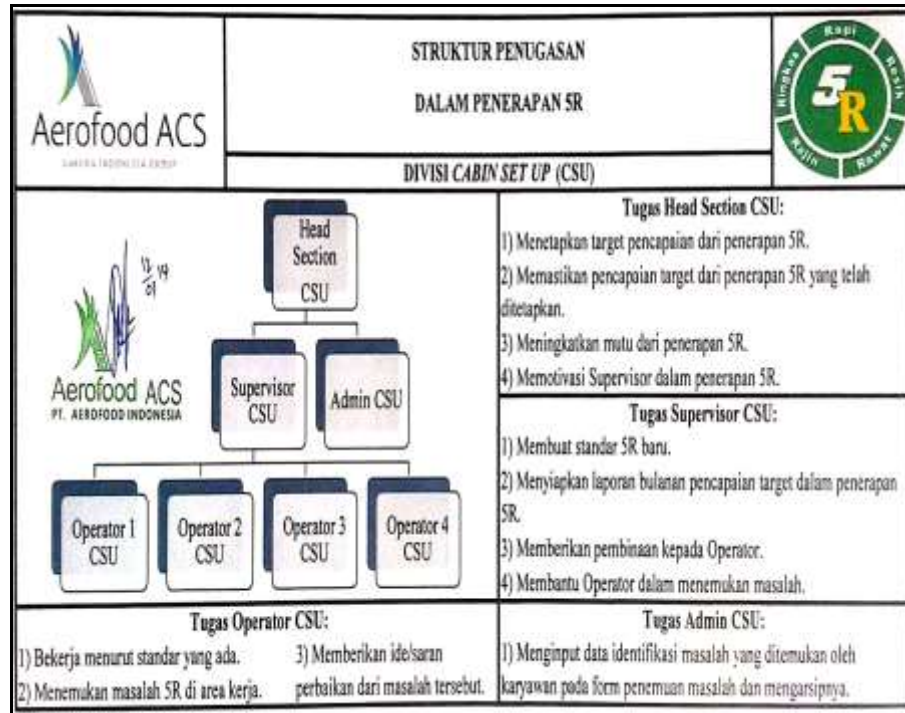 Aerofood ACS
GARUDA INDONESIA GROUP
STRUKTUR PENUGASAN
DALAM PENERAPAN 5R
DIVISI CABIN SET UP (CSU)
Ringkas
Rapi
Resik
Rawat
Rajin
5R
Head
Section
CSU
Supervisor
CSU
Admin CSU
Operator 1
CSU
Operator 2
CSU
Operator 3
CSU
Operator 4
CSU
Aerofood ACS
PT. AEROFOOD INDONESIA
Tugas Head Section CSU:
1) Menetapkan target pencapaian dari penerapan 5R.
2) Memastikan pencapaian target dari penerapan 5R yang telah
ditetapkan.
3) Meningkatkan mutu dari penerapan 5R.
4) Memotivasi Supervisor dalam penerapan 5R.
Tugas Supervisor CSU:
1) Membuat standar 5R baru.
2) Menyiapkan laporan bulanan pencapaian target dalam penerapan
5R.
3) Memberikan pembinaan kepada Operator.
4) Membantu Operator dalam menemukan masalah.
Tugas Operator CSU:
1) Bekerja menurut standar yang ada.
2) Menemukan masalah 5R di area kerja.
3) Memberikan ide/saran
perbaikan dari masalah tersebut.
Tugas Admin CSU:
1) Menginput data identifikasi masalah yang ditemukan oleh
karyawan pada form penemuan masalah dan mengarsipnya.